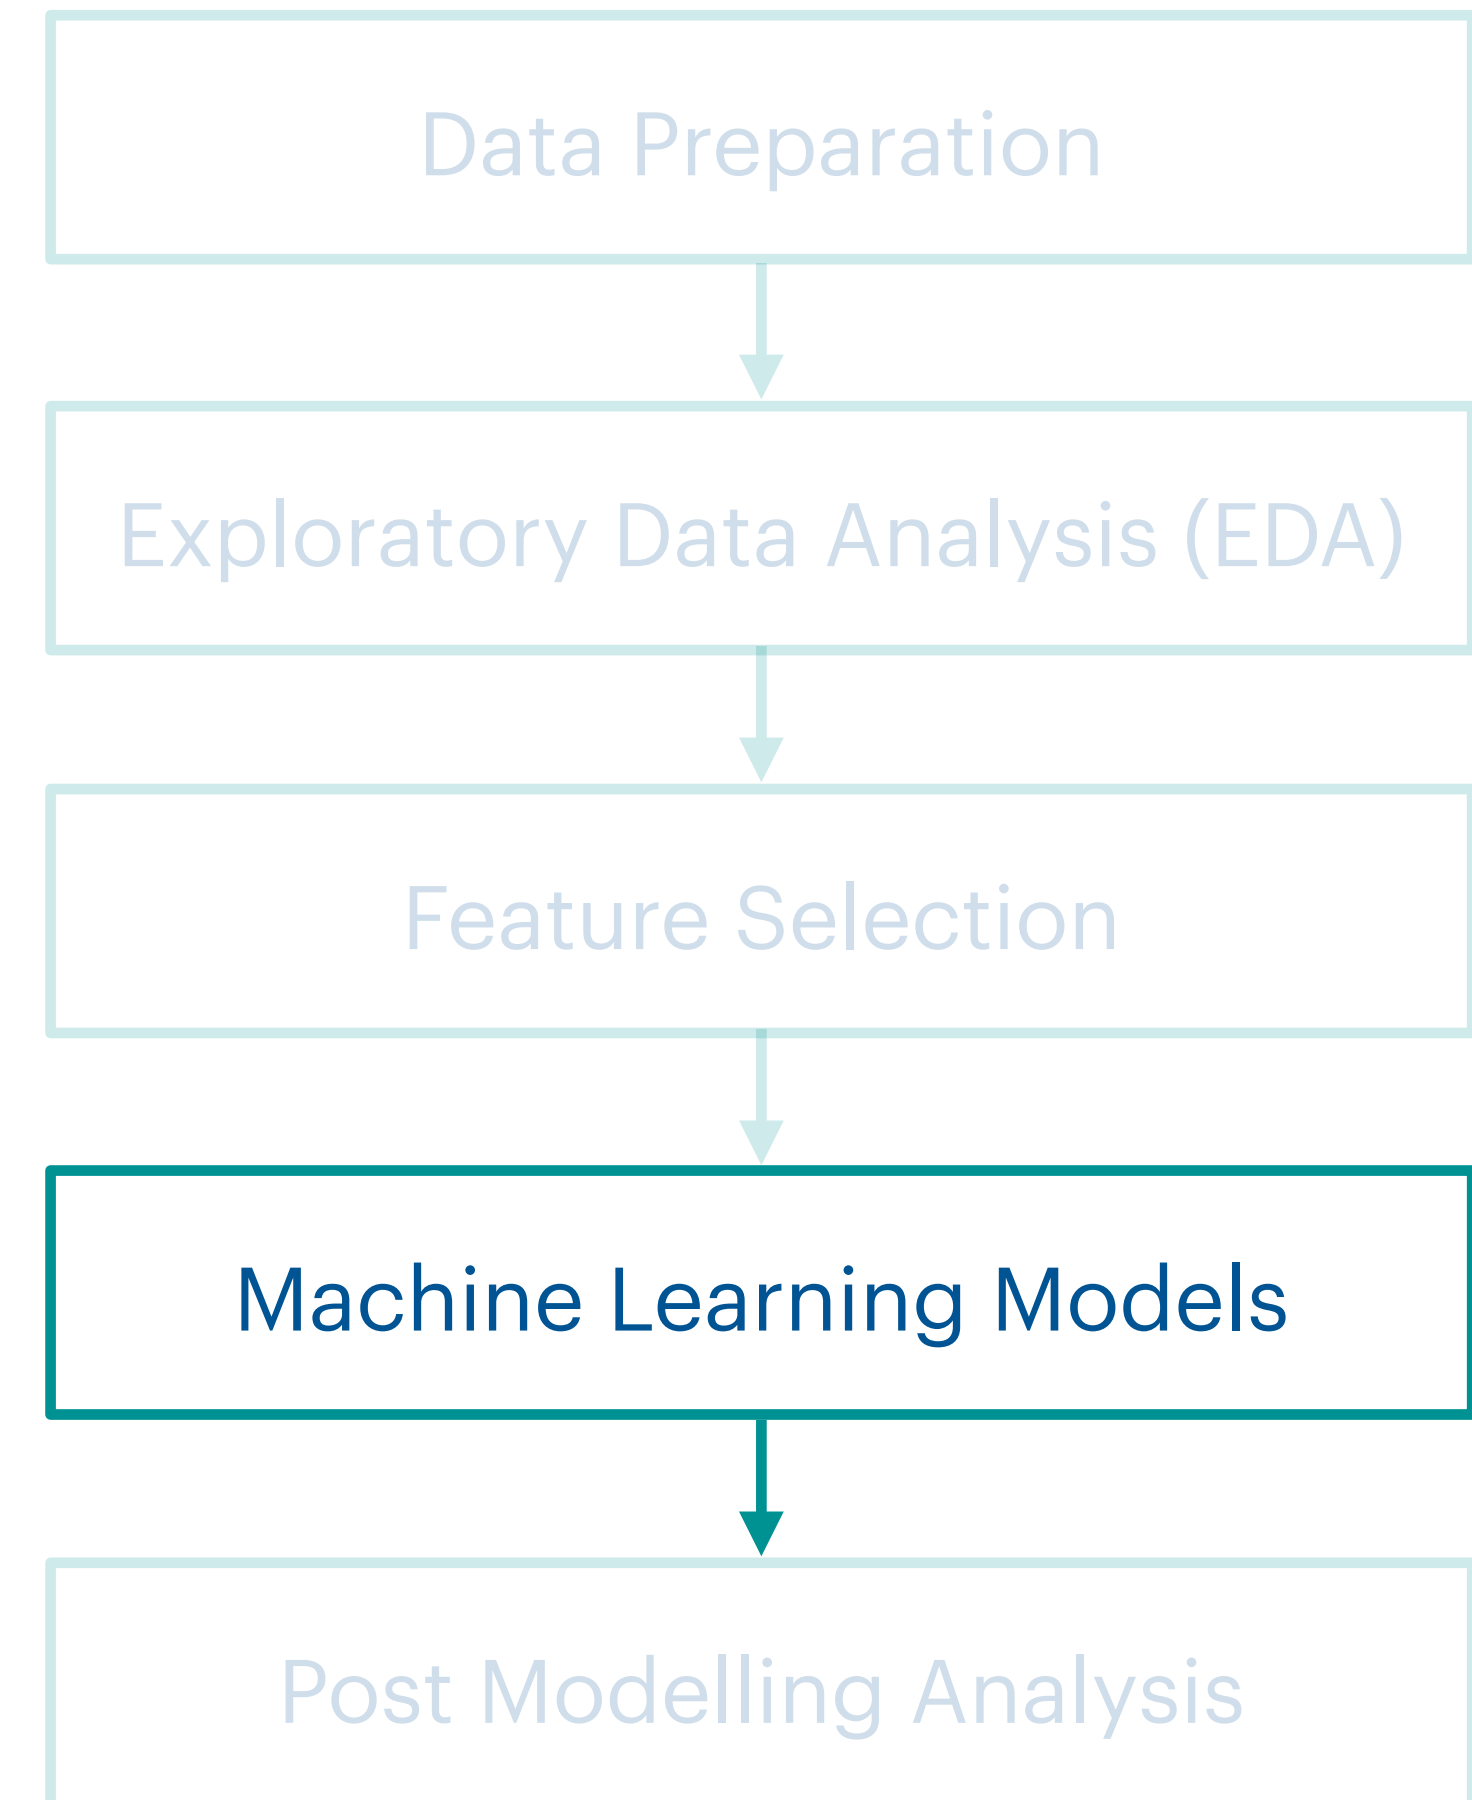 Data Preparation
Exploratory Data Analysis (EDA)
Feature Selection
Machine Learning Models
Post Modelling Analysis